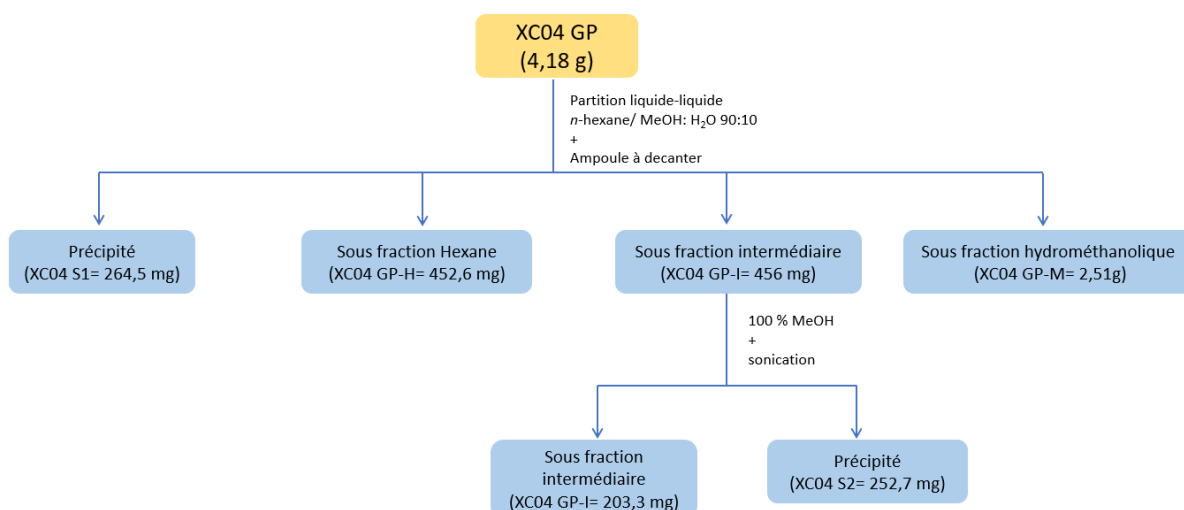 XC04 GP
(4,18 g)
Partition liquide-liquide
n-hexane/ MeOH: H₂O 90:10
+
Ampoule à decanter
Précipité
(XC04 S1= 264,5 mg)
Sous fraction Hexane
(XC04 GP-H= 452,6 mg)
Sous fraction intermédiaire
(XC04 GP-I= 456 mg)
Sous fraction hydrométhanolique
(XC04 GP-M= 2,51g)
100 % MeOH
+
sonication
Sous fraction
intermédiaire
(XC04 GP-I= 203,3 mg)
Précipité
(XC04 S2= 252,7 mg)